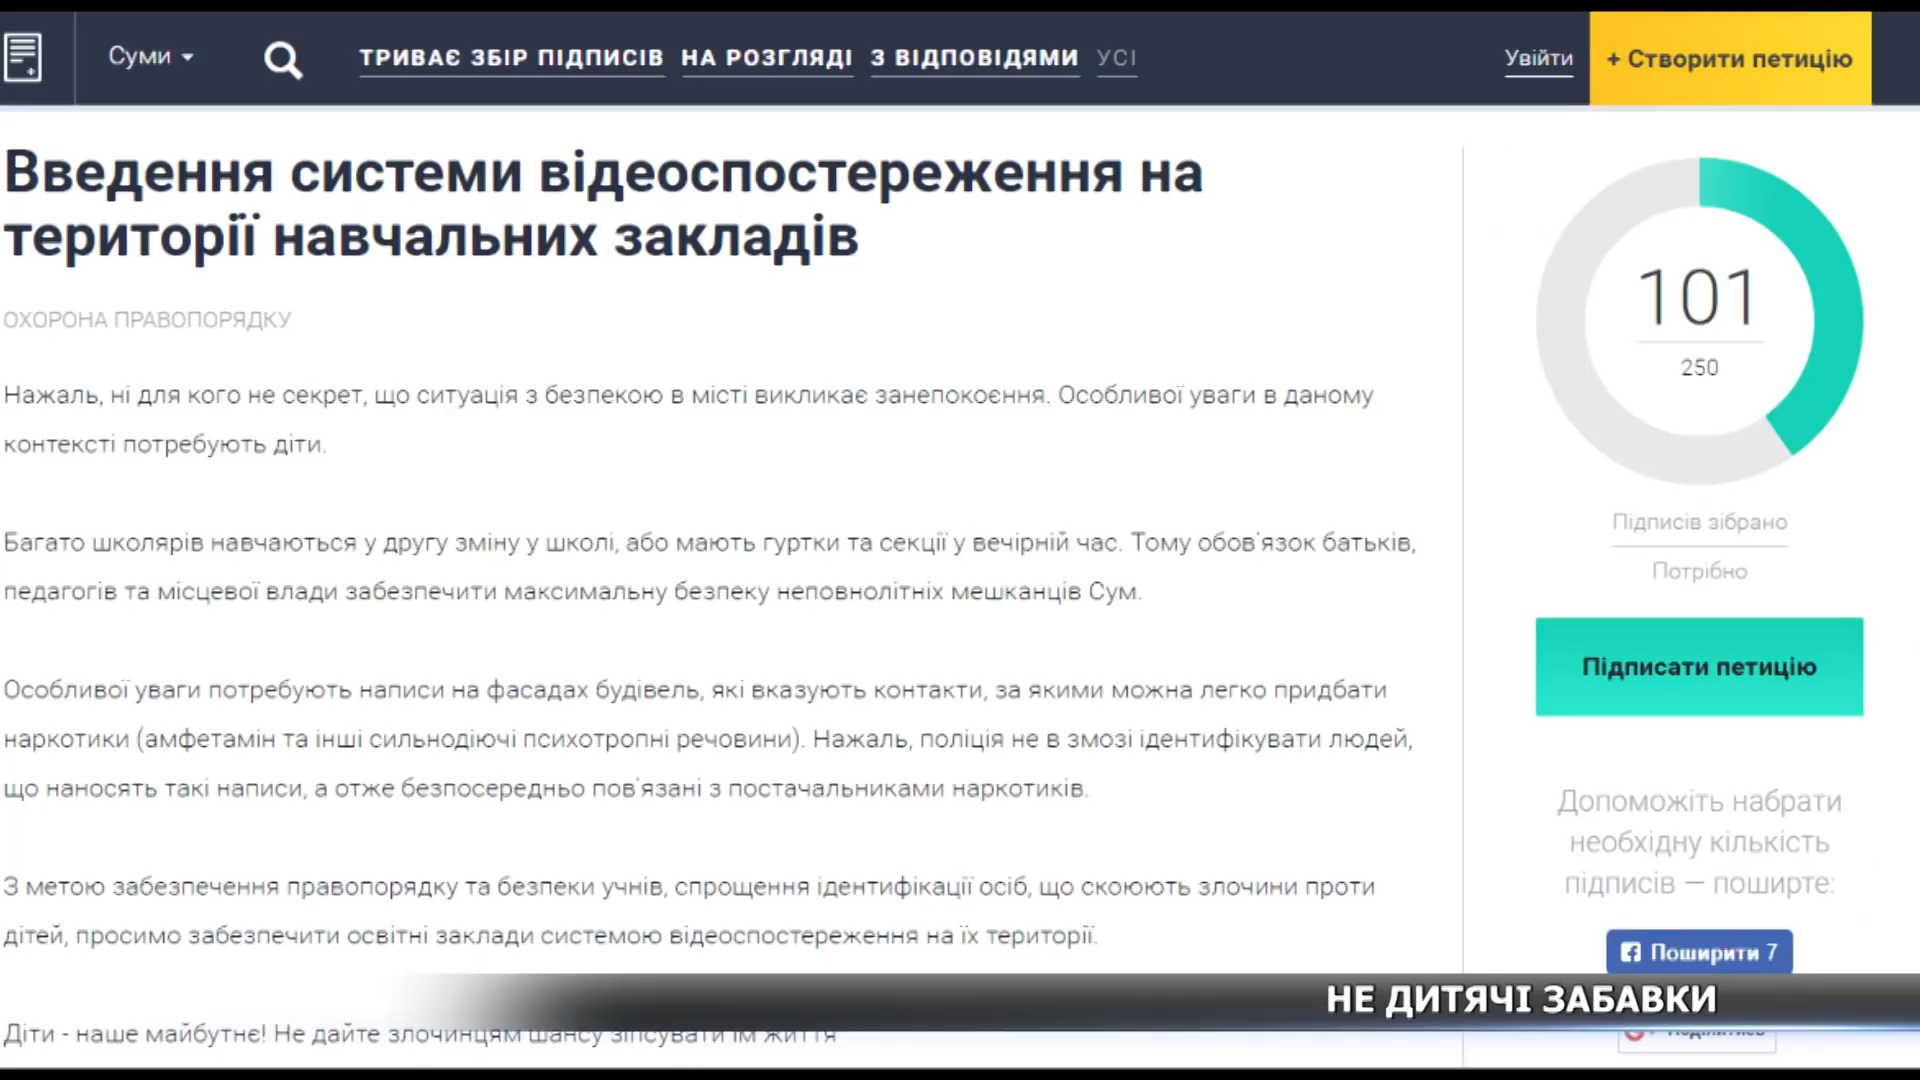 Суми
ТРИВАЄ ЗБІР ПІДПИСІВ НА РОЗГЛЯДІ З ВІДПОВІДЯМИ УСІ
Увійти
+ Створити петицію
Введення системи відеоспостереження на
території навчальних закладів
ОХОРОНА ПРАВОПОРЯДКУ
Нажаль, ні для кого не секрет, що ситуація з безпекою в місті викликає занепокоєння. Особливої уваги в даному
контексті потребують діти.
Багато школярів навчаються у другу зміну у школі, або мають гуртки та секції у вечірній час. Тому обов'язок батьків,
педагогів та місцевої влади забезпечити максимальну безпеку неповнолітніх мешканців Сум.
Особливої уваги потребують написи на фасадах будівель, які вказують контакти, за якими можна легко придбати
наркотики (амфетамін та інші сильнодіючі психотропні речовини). Нажаль, поліція не в змозі ідентифікувати людей,
що наносять такі написи, а отже безпосередньо пов'язані з постачальниками наркотиків.
З метою забезпечення правопорядку та безпеки учнів, спрощення ідентифікації осіб, що скоюють злочини проти
дітей, просимо забезпечити освітні заклади системою відеоспостереження на їх території.
Діти - наше майбутнє! Не дайте злочинцям шансу зіпсувати їм життя
101
250
Підписів зібрано
Потрібно
Підписати петицію
Допоможіть набрати
необхідну кількість
підписів — поширте:
Поширити 7
НЕ ДИТЯЧІ ЗАБАВКИ